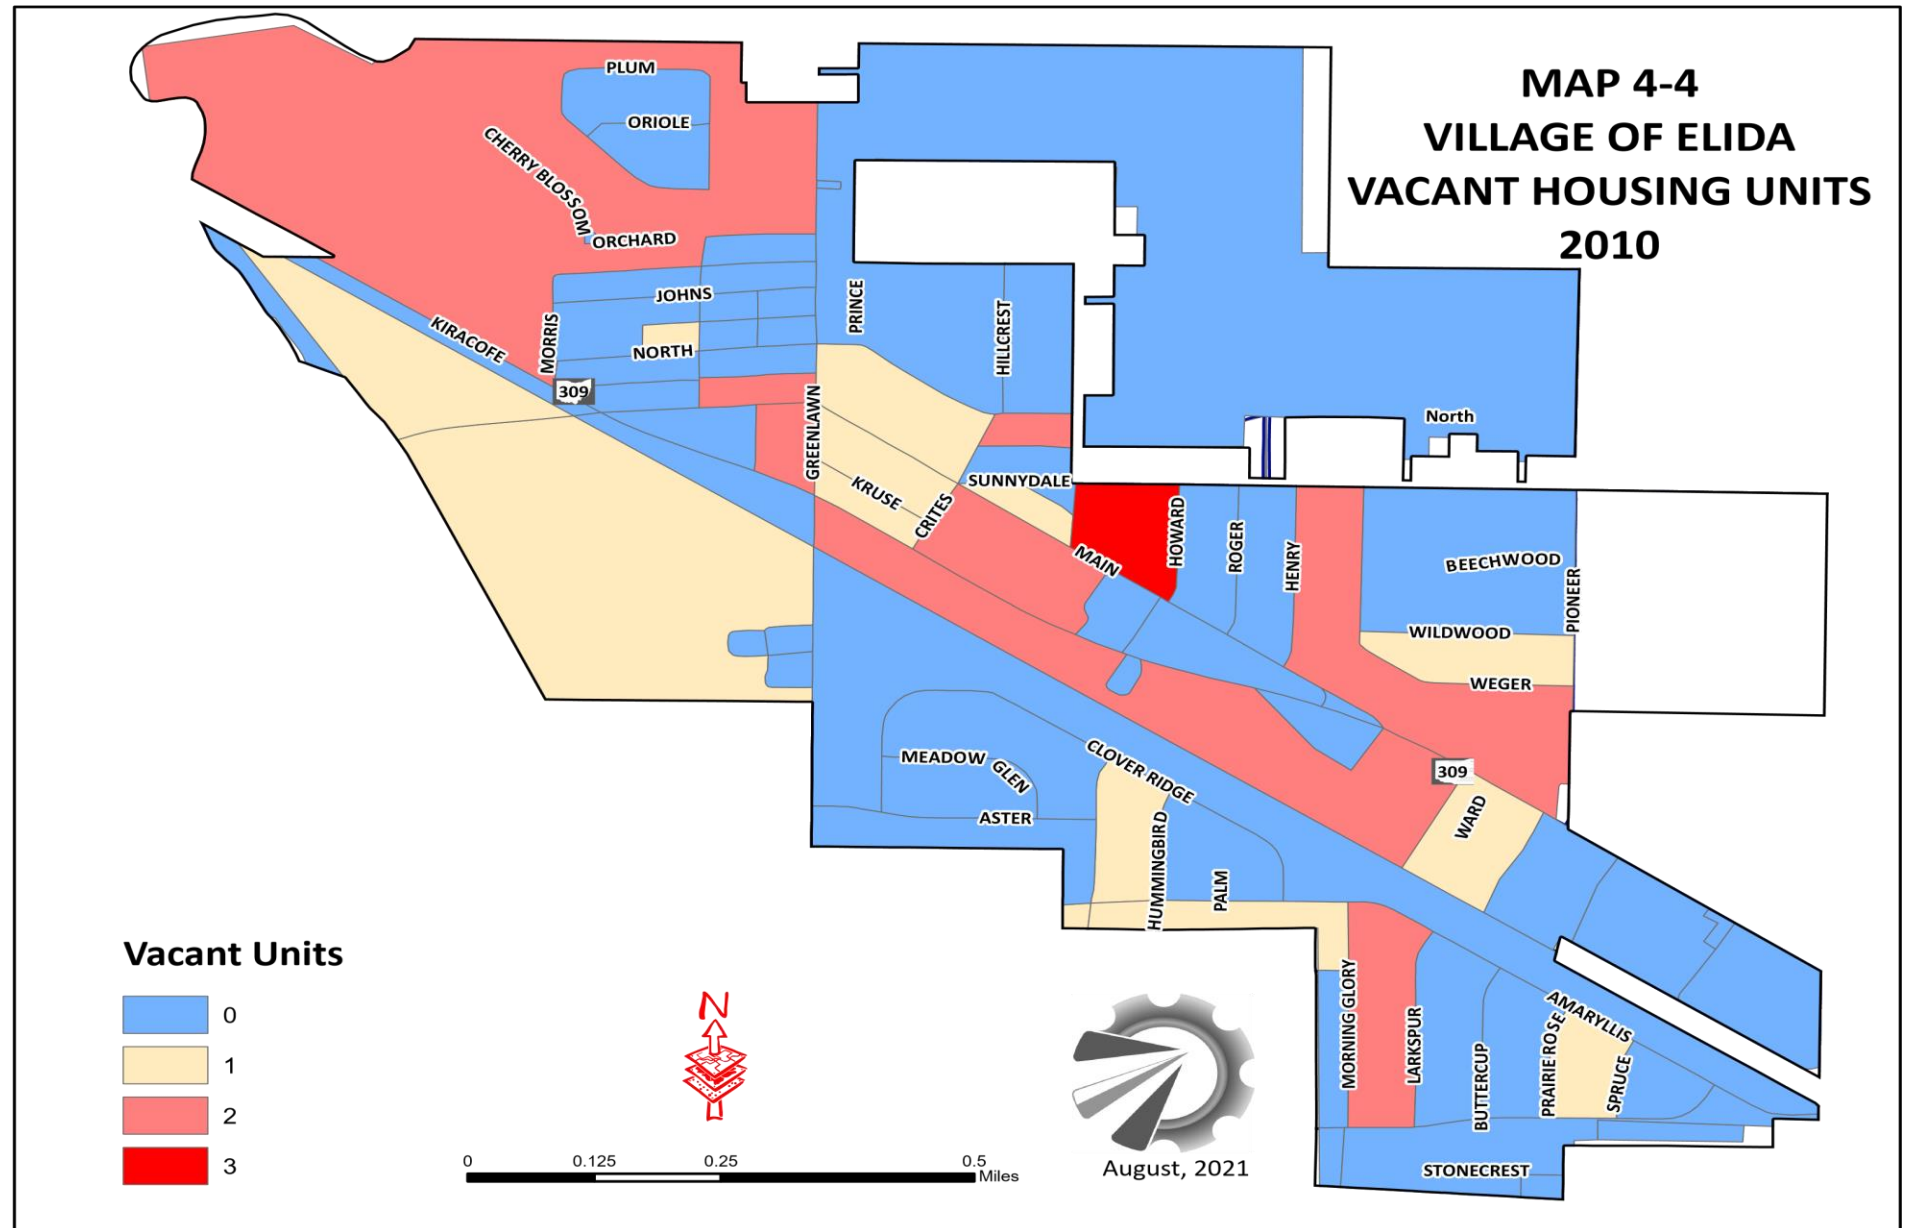 MAP 4-4
VILLAGE OF ELIDA
VACANT HOUSING UNITS
2010
PLUM
ORIOLE
CHERRY BLOSSOM
ORCHARD
JOHNS
PRINCE
HILLCREST
KIRACOFE
MORRIS
NORTH
309
GREENLAWN
North
KRUSE
CRITES
SUNNYDALE
MAIN
HOWARD
ROGER
HENRY
BEECHWOOD
PIONEER
WILDWOOD
WEGER
MEADOW
GLEN
CLOVER RIDGE
309
WARD
ASTER
HUMMINGBIRD
PALM
MORNING GLORY
LARKSPUR
BUTTERCUP
PRAIRIE ROSE
AMARYLLIS
SPRUCE
STONECREST
Vacant Units
0
1
2
3
N
0 0.125 0.25 0.5
Miles
August, 2021